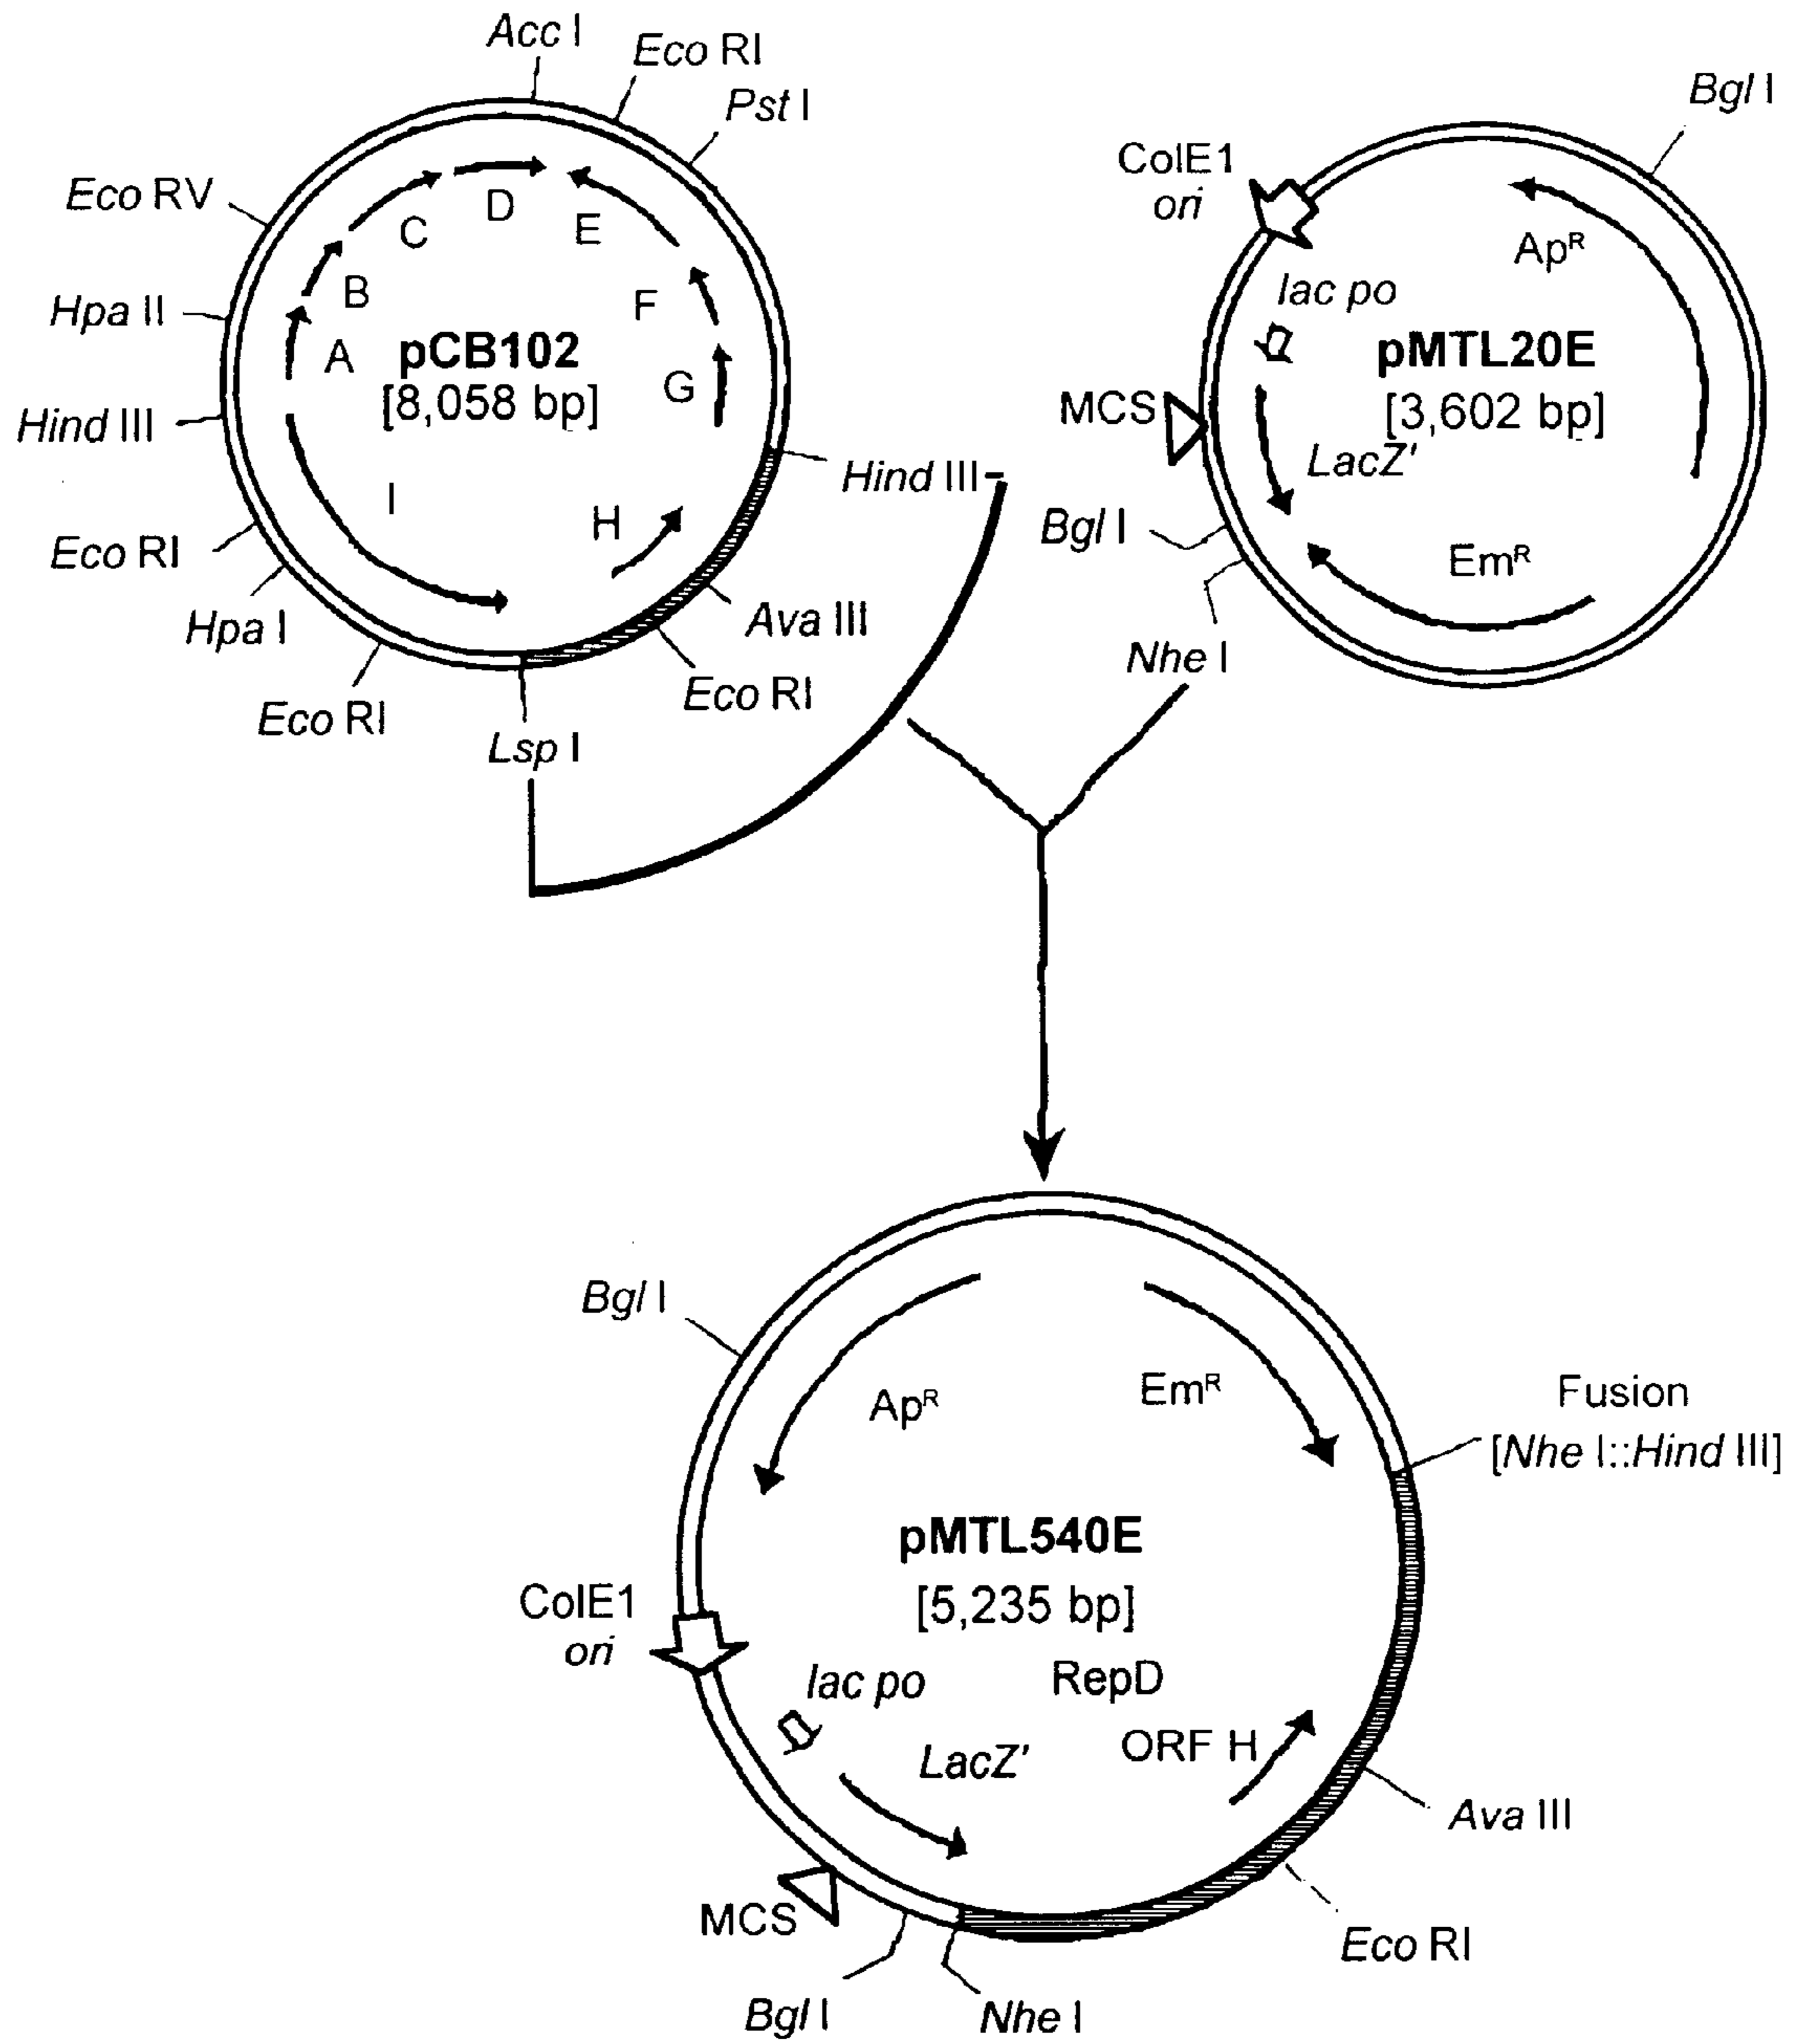 Acc I
Eco RI
Pst I
Eco RV
Hpa II
Hind III
Eco RI
Hpa I
Eco RI
Lsp I
Eco RI
Ava III
Hind III
A
B
C
D
E
F
G
H
I
pCB102
[8,058 bp]
Bgl I
ColE1
ori
ApR
lac po
pMTL20E
[3,602 bp]
MCS
LacZ'
Bgl I
EmR
Nhe I
Bgl I
ApR
EmR
Fusion
[Nhe I::Hind III]
pMTL540E
[5,235 bp]
ColE1
ori
lac po
RepD
ORF H
LacZ'
Ava III
MCS
Eco RI
Bgl I
Nhe I